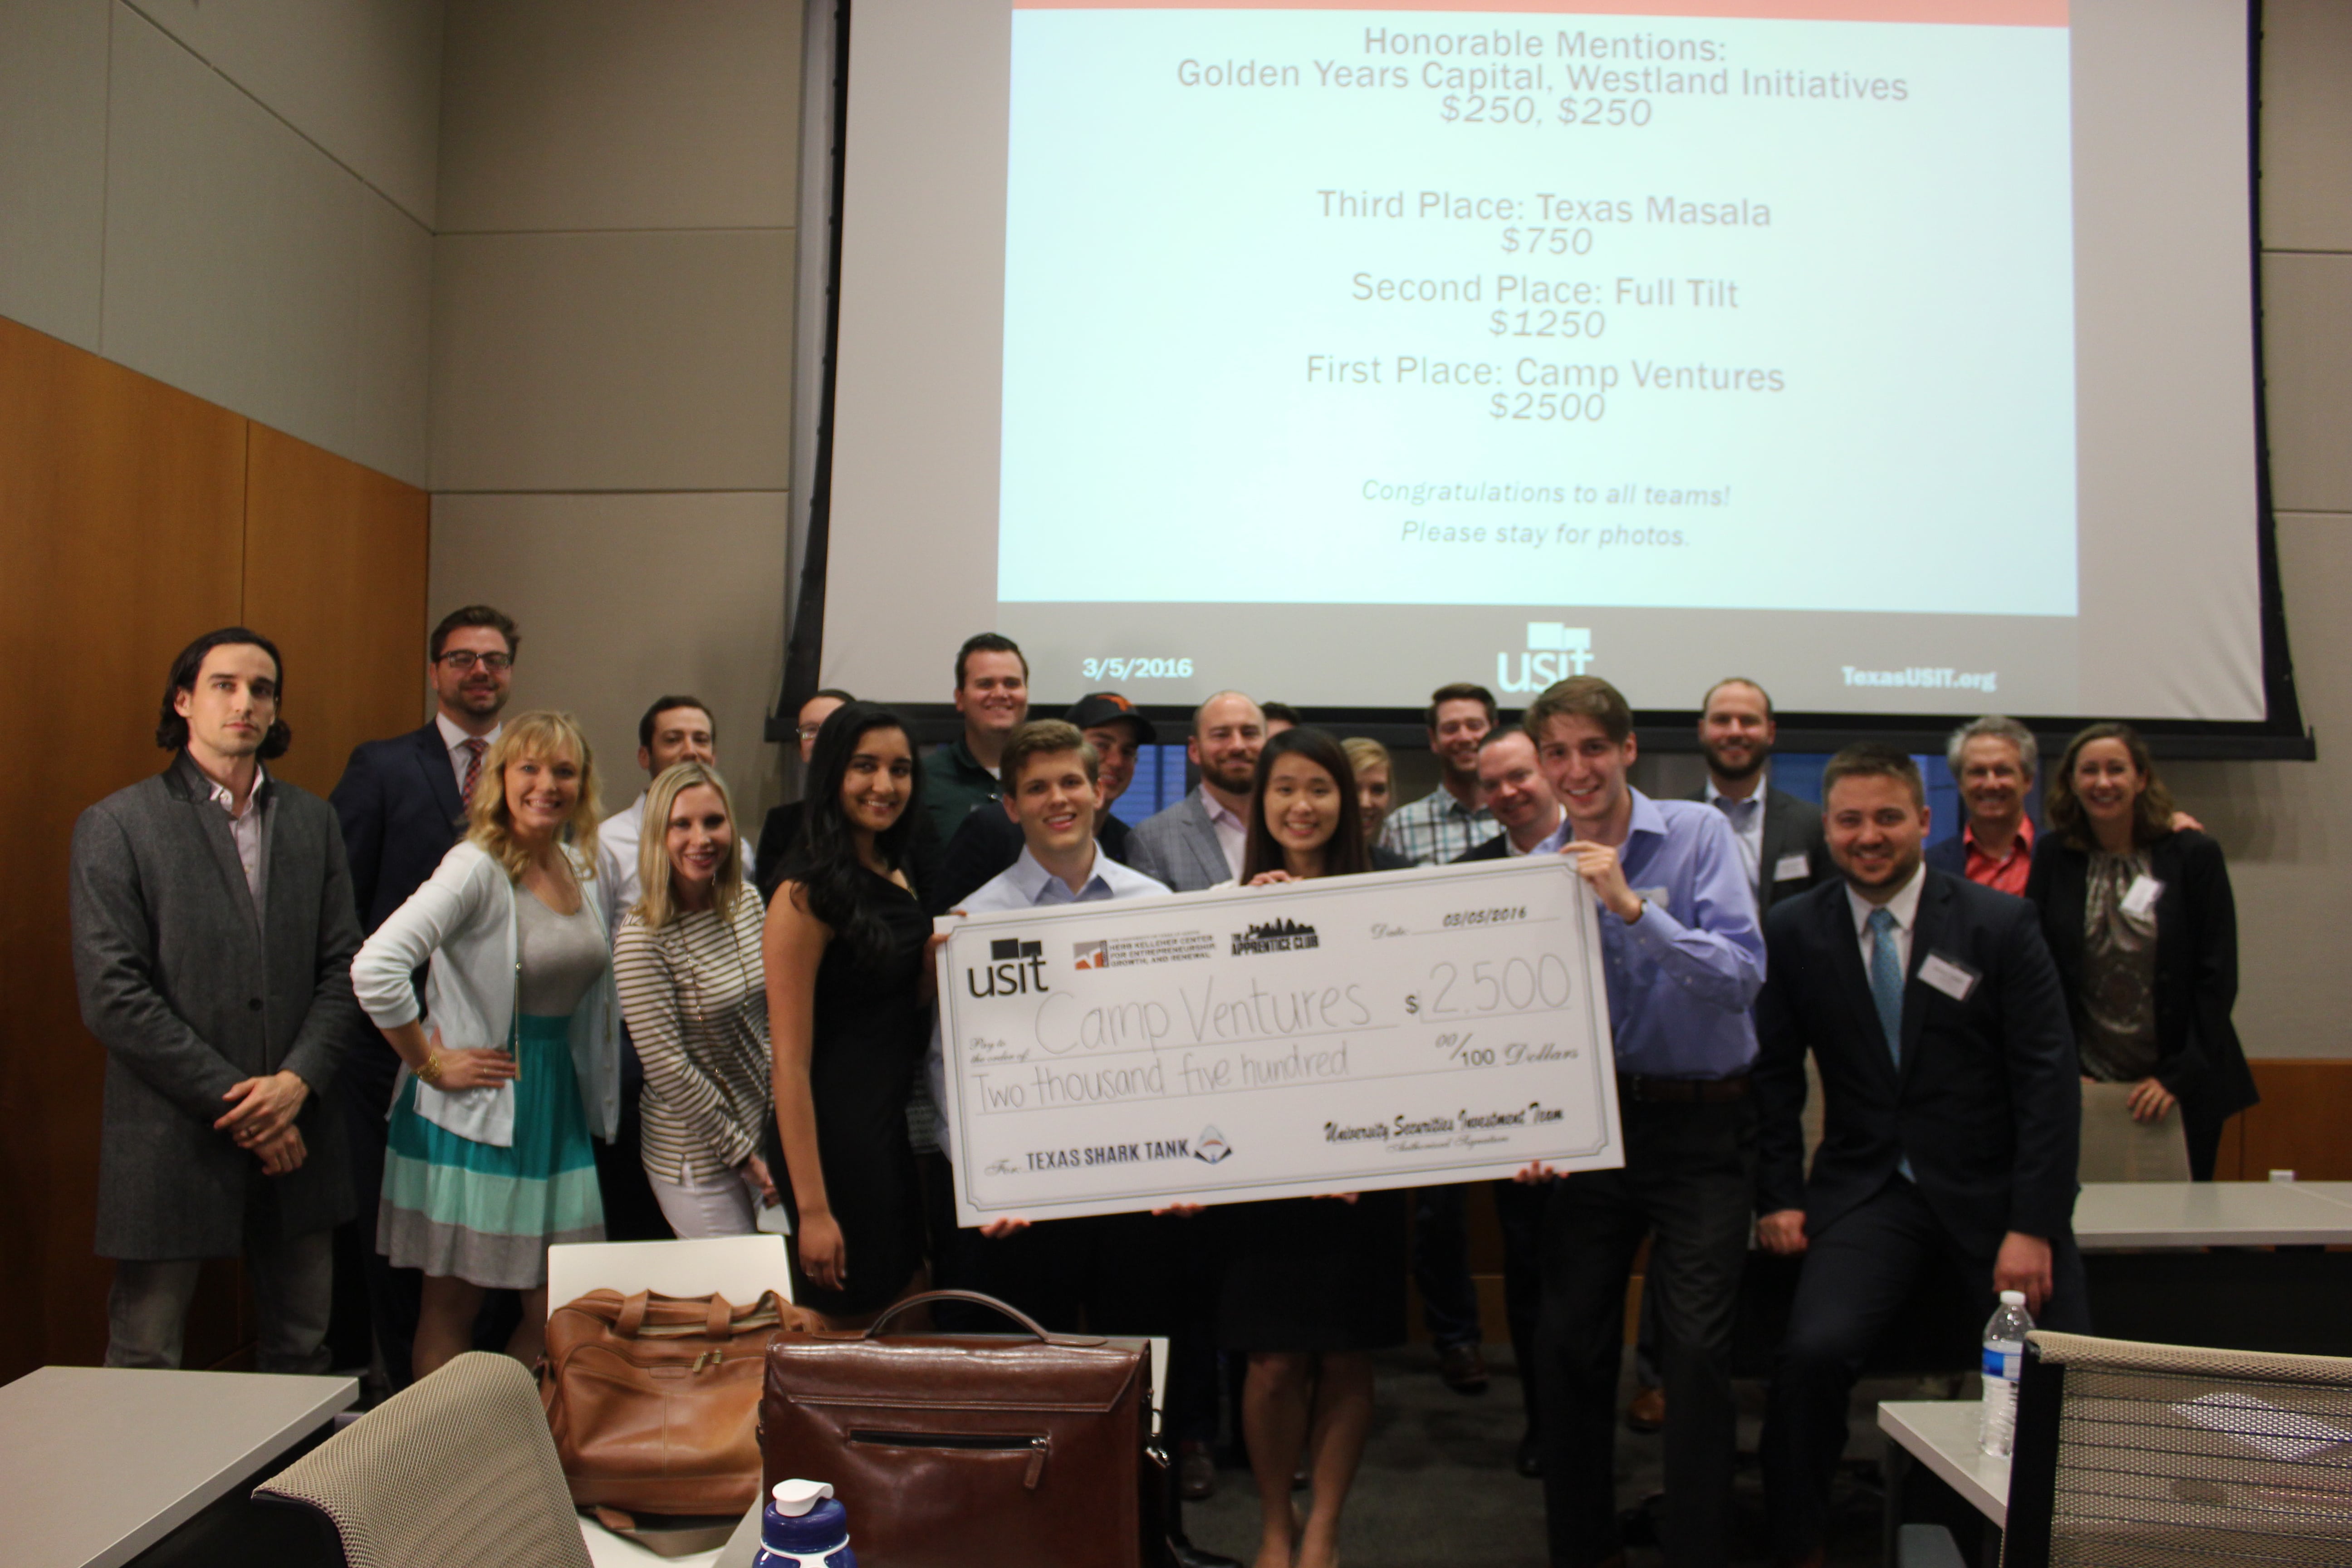 Honorable Mentions:
Golden Years Capital, Westland Initiatives
$250, $250
Third Place: Texas Masala
$750
Second Place: Full Tilt
$1250
First Place: Camp Ventures
$2500
Congratulations to all teams!
Please stay for photos.
3/5/2016
usit
TexasUSIT.org
usit
HERB KELLEHER CENTER
FOR ENTREPRENEURSHIP,
GROWTH, AND RENEWAL
APPRENTICE CLUB
Date: 03/05/2016
Pay to
the order of: Camp Ventures $ 2,500
Two thousand five hundred 00/100 Dollars
For: TEXAS SHARK TANK
University Securities Investment Team
Authorized Signature